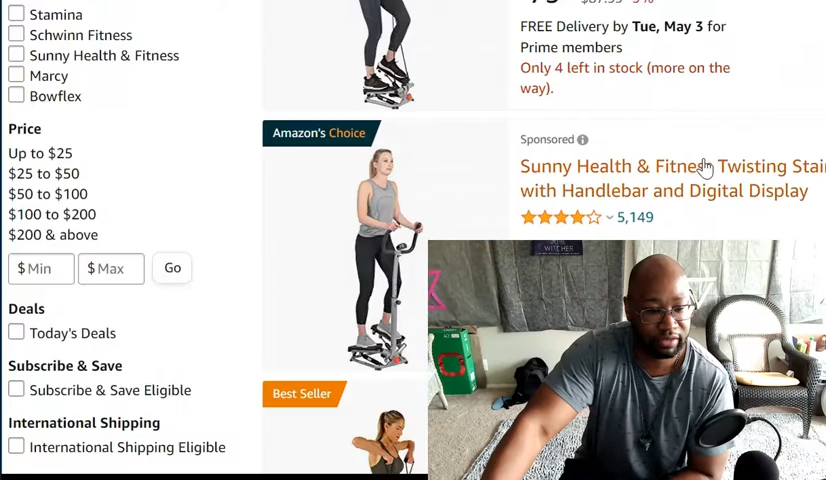 Stamina
Schwinn Fitness
Sunny Health & Fitness
Marcy
Bowflex
Price
Up to $25
$25 to $50
$50 to $100
$100 to $200
$200 & above
$ Min
$ Max
Go
Deals
Today's Deals
Subscribe & Save
Subscribe & Save Eligible
International Shipping
International Shipping Eligible
FREE Delivery by Tue, May 3 for
Prime members
Only 4 left in stock (more on the
way).
Amazon's Choice
Sponsored
Sunny Health & Fitness Twisting Stai
with Handlebar and Digital Display
5,149
Best Seller
WITCHER